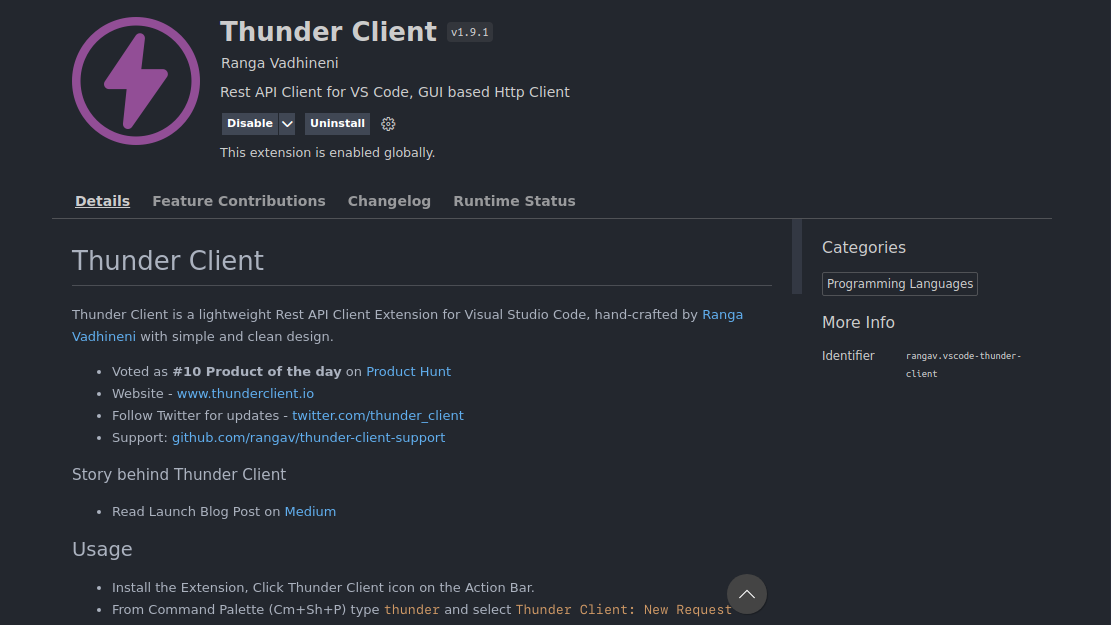 Thunder Client v1.9.1
Ranga Vadhineni
Rest API Client for VS Code, GUI based Http Client
Disable Uninstall
This extension is enabled globally.
Details Feature Contributions Changelog Runtime Status
Thunder Client
Thunder Client is a lightweight Rest API Client Extension for Visual Studio Code, hand-crafted by Ranga
Vadhineni with simple and clean design.
• Voted as #10 Product of the day on Product Hunt
• Website - www.thunderclient.io
• Follow Twitter for updates - twitter.com/thunder_client
• Support: github.com/rangav/thunder-client-support
Story behind Thunder Client
• Read Launch Blog Post on Medium
Usage
• Install the Extension, Click Thunder Client icon on the Action Bar.
• From Command Palette (Cm+Sh+P) type thunder and select Thunder Client: New Request
Categories
Programming Languages
More Info
Identifier rangav.vscode-thunder-
client